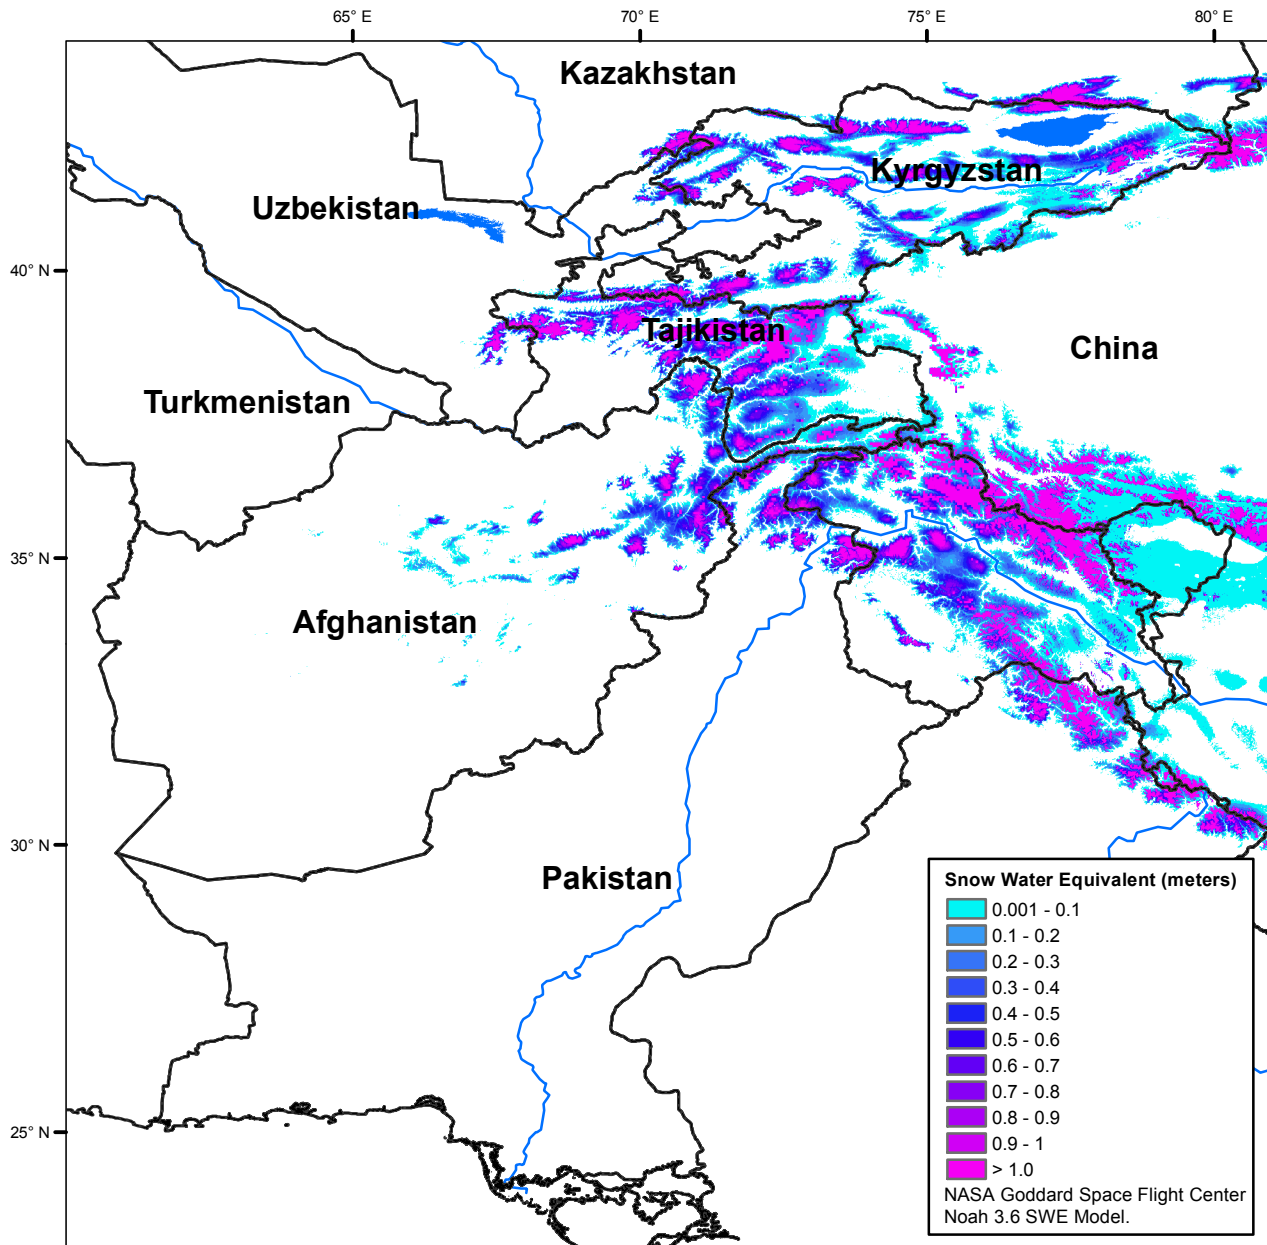 65° E
70° E
75° E
80° E
Kazakhstan
Kyrgyzstan
Uzbekistan
40° N
Tajikistan
China
Turkmenistan
35° N
Afghanistan
30° N
Pakistan
25° N
Snow Water Equivalent (meters)
0.001 - 0.1
0.1 - 0.2
0.2 - 0.3
0.3 - 0.4
0.4 - 0.5
0.5 - 0.6
0.6 - 0.7
0.7 - 0.8
0.8 - 0.9
0.9 - 1
> 1.0
NASA Goddard Space Flight Center
Noah 3.6 SWE Model.